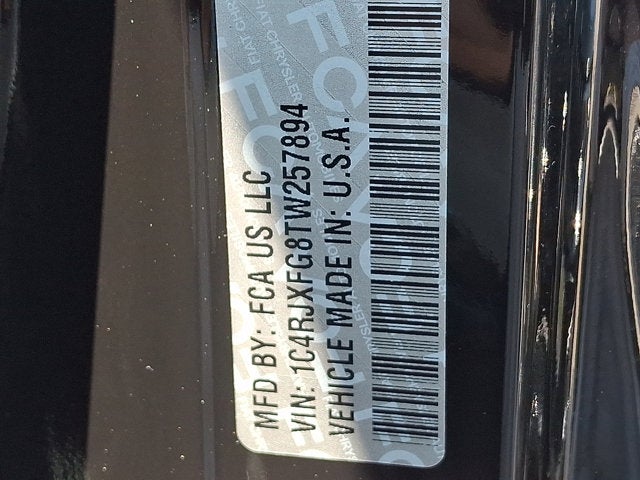 MFD BY: FCA US LLC
VIN: 1C4RJXFG8TW257894
VEHICLE MADE IN: U.S.A.